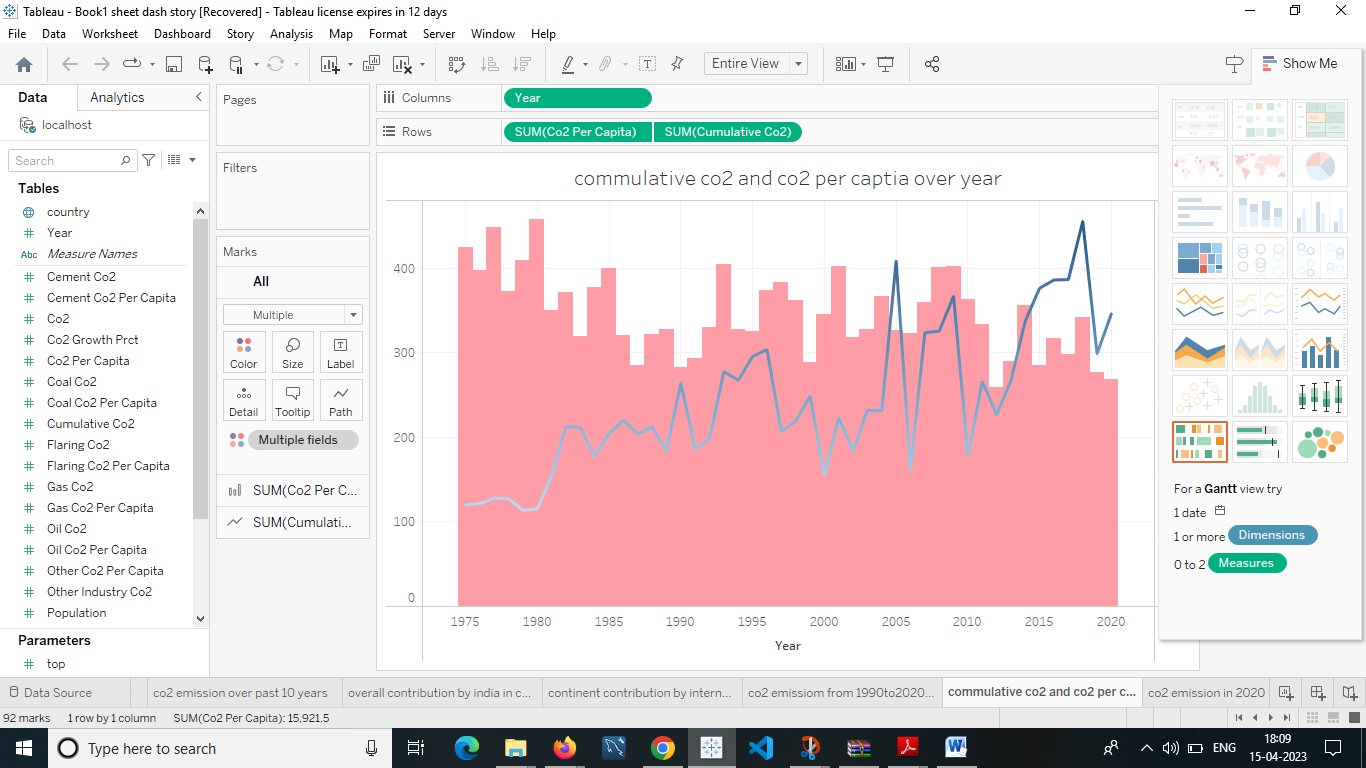 Tableau - Book1 sheet dash story [Recovered] - Tableau license expires in 12 days
File Data Worksheet Dashboard Story Analysis Map Format Server Window Help
Entire View
Show Me
Data Analytics
localhost
Search
Tables
country
Year
Abc Measure Names
Cement Co2
Cement Co2 Per Capita
Co2
Co2 Growth Prct
Co2 Per Capita
Coal Co2
Coal Co2 Per Capita
Cumulative Co2
Flaring Co2
Flaring Co2 Per Capita
Gas Co2
Gas Co2 Per Capita
Oil Co2
Oil Co2 Per Capita
Other Co2 Per Capita
Other Industry Co2
Population
Parameters
top
Pages
Filters
Marks
All
Multiple
Color Size Label
Detail Tooltip Path
Multiple fields
SUM(Co2 Per C...
SUM(Cumulati...
Columns Year
Rows SUM(Co2 Per Capita) SUM(Cumulative Co2)
commulative co2 and co2 per captia over year
400
300
200
100
0
1975 1980 1985 1990 1995 2000 2005 2010 2015 2020
Year
For a Gantt view try
1 date
1 or more Dimensions
0 to 2 Measures
Data Source co2 emission over past 10 years overall contribution by india in c... continent contribution by intern... co2 emissiom from 1990to2020... commulative co2 and co2 per c... co2 emission in 2020
92 marks 1 row by 1 column SUM(Co2 Per Capita): 15,921.5
Type here to search
ENG
18:09
15-04-2023